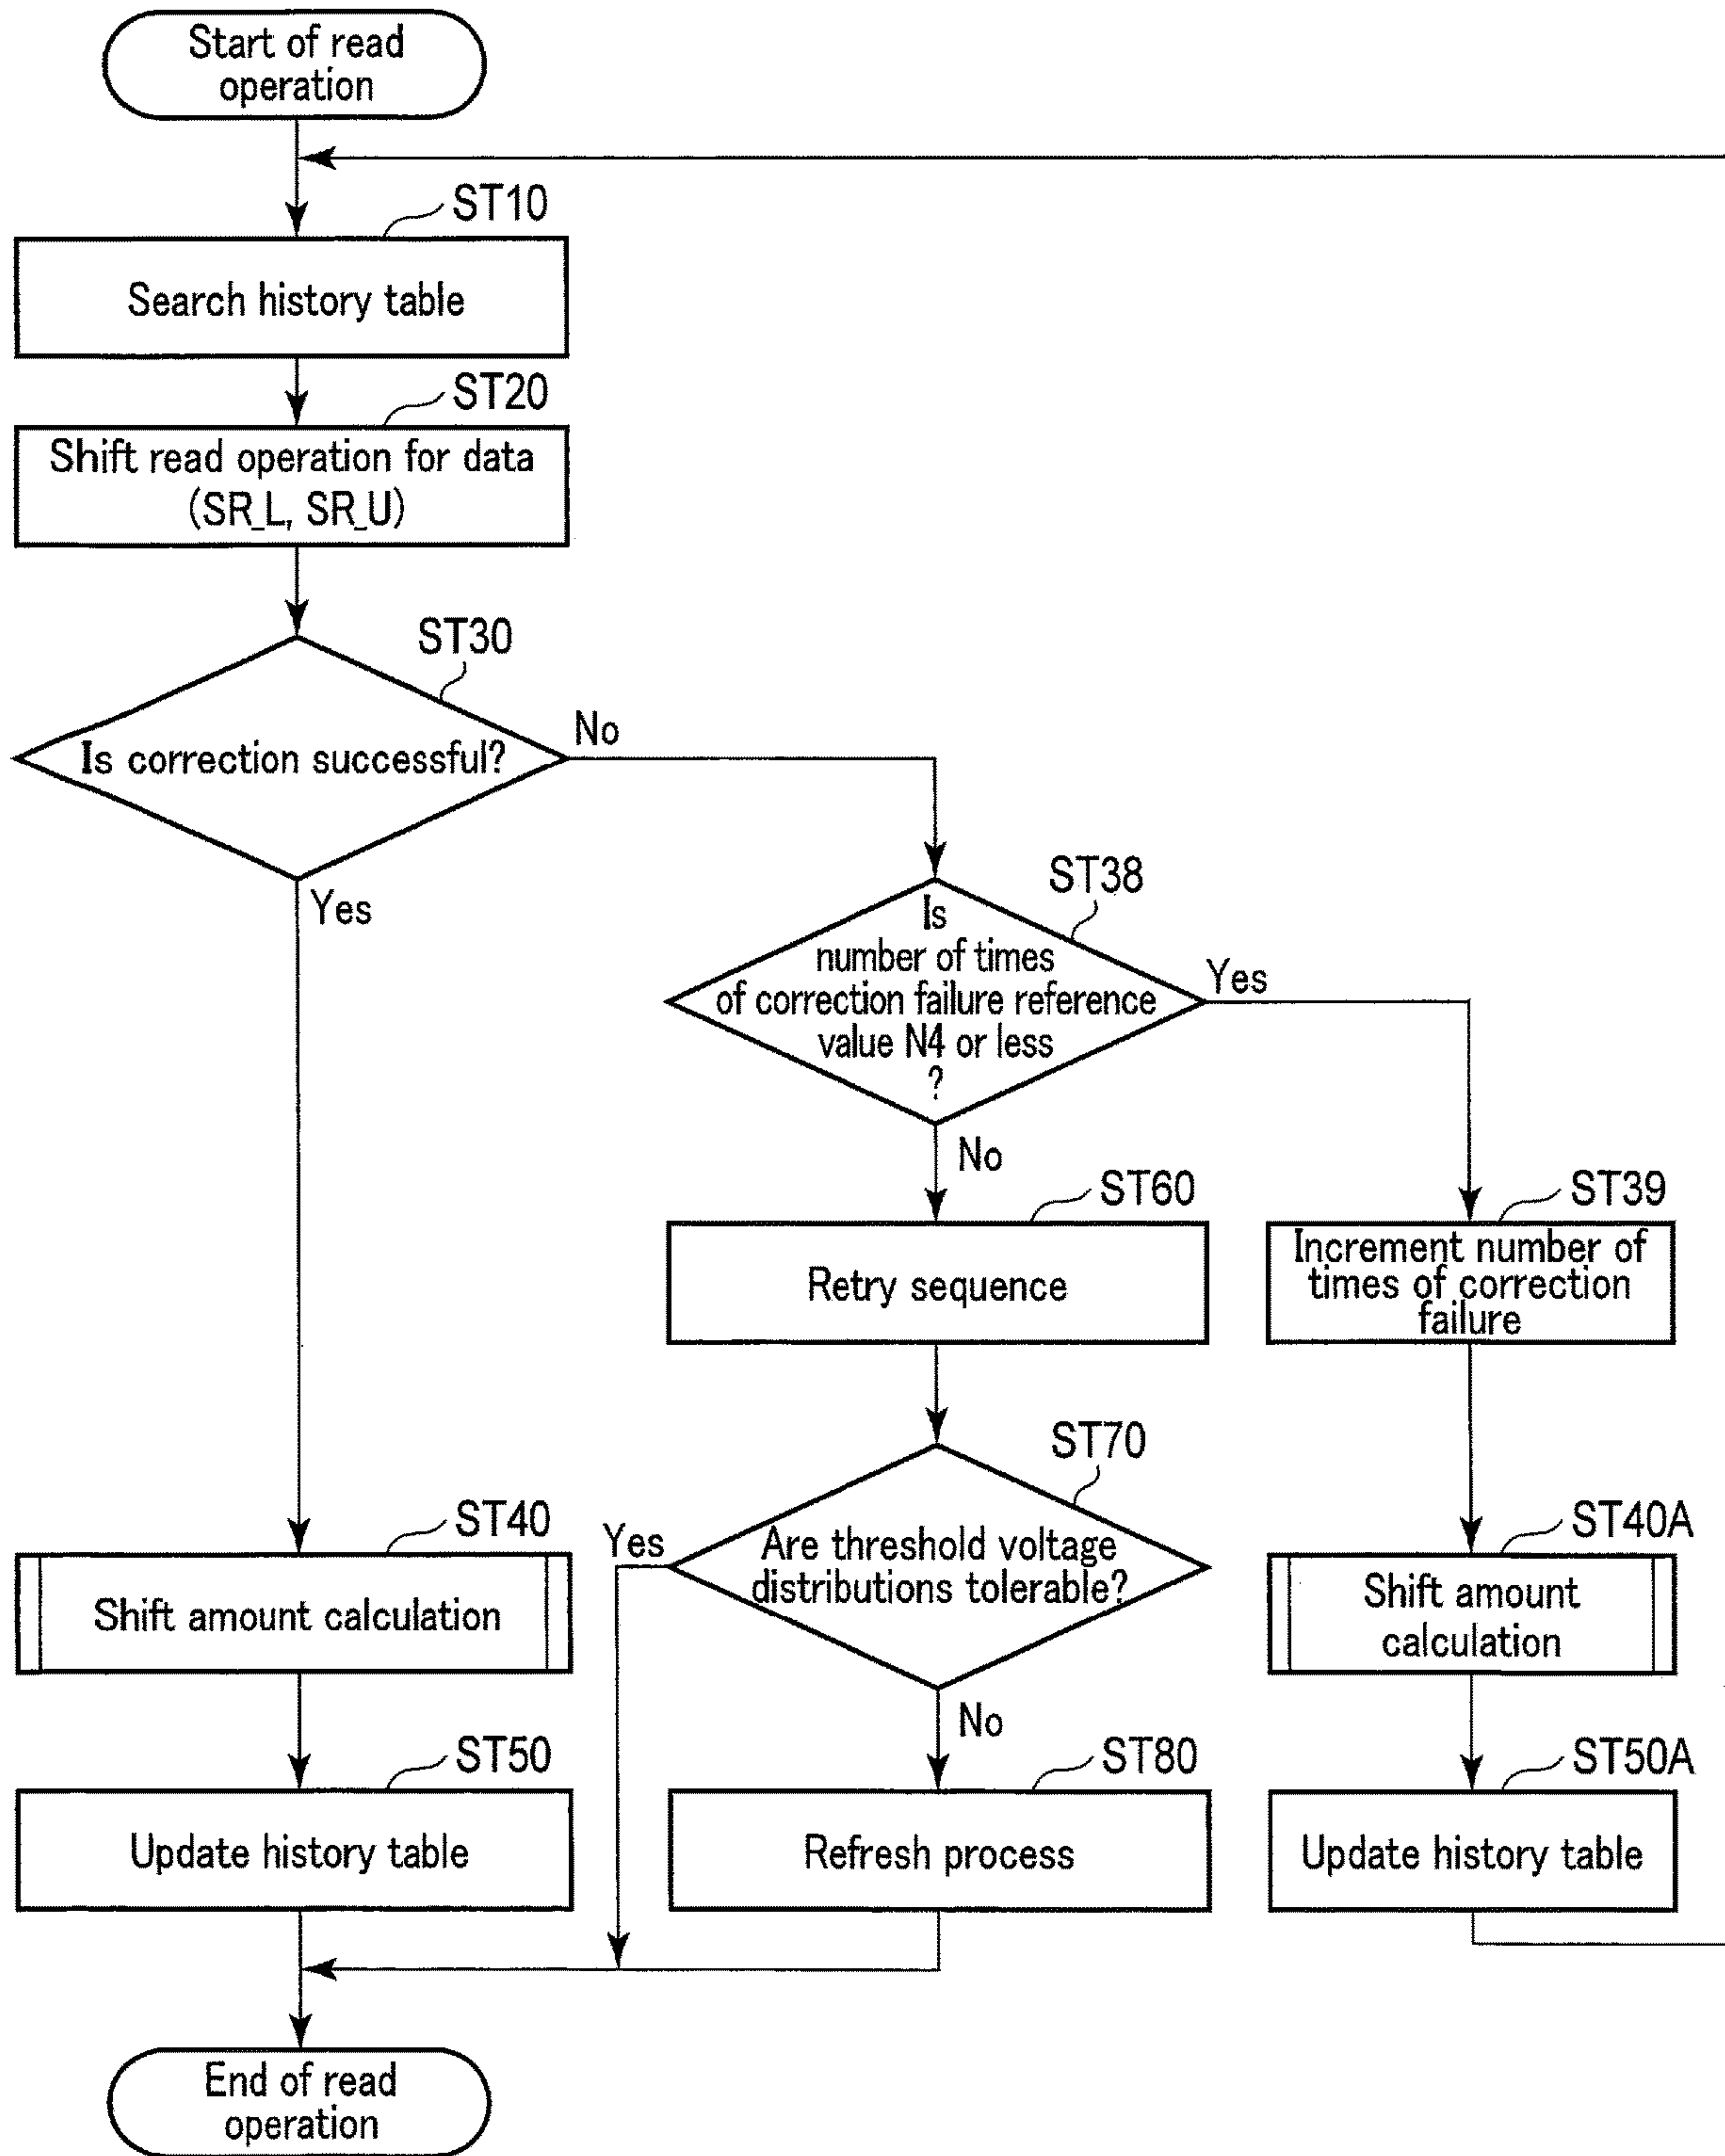 Start of read
operation
ST10
Search history table
ST20
Shift read operation for data
(SR_L, SR_U)
ST30
Is correction successful?
No
Yes
ST38
Is
number of times
of correction failure reference
value N4 or less
?
Yes
No
ST60
Retry sequence
ST39
Increment number of
times of correction
failure
ST70
Are threshold voltage
distributions tolerable?
Yes
No
ST40
Shift amount calculation
ST40A
Shift amount
calculation
ST50
Update history table
ST80
Refresh process
ST50A
Update history table
End of read
operation